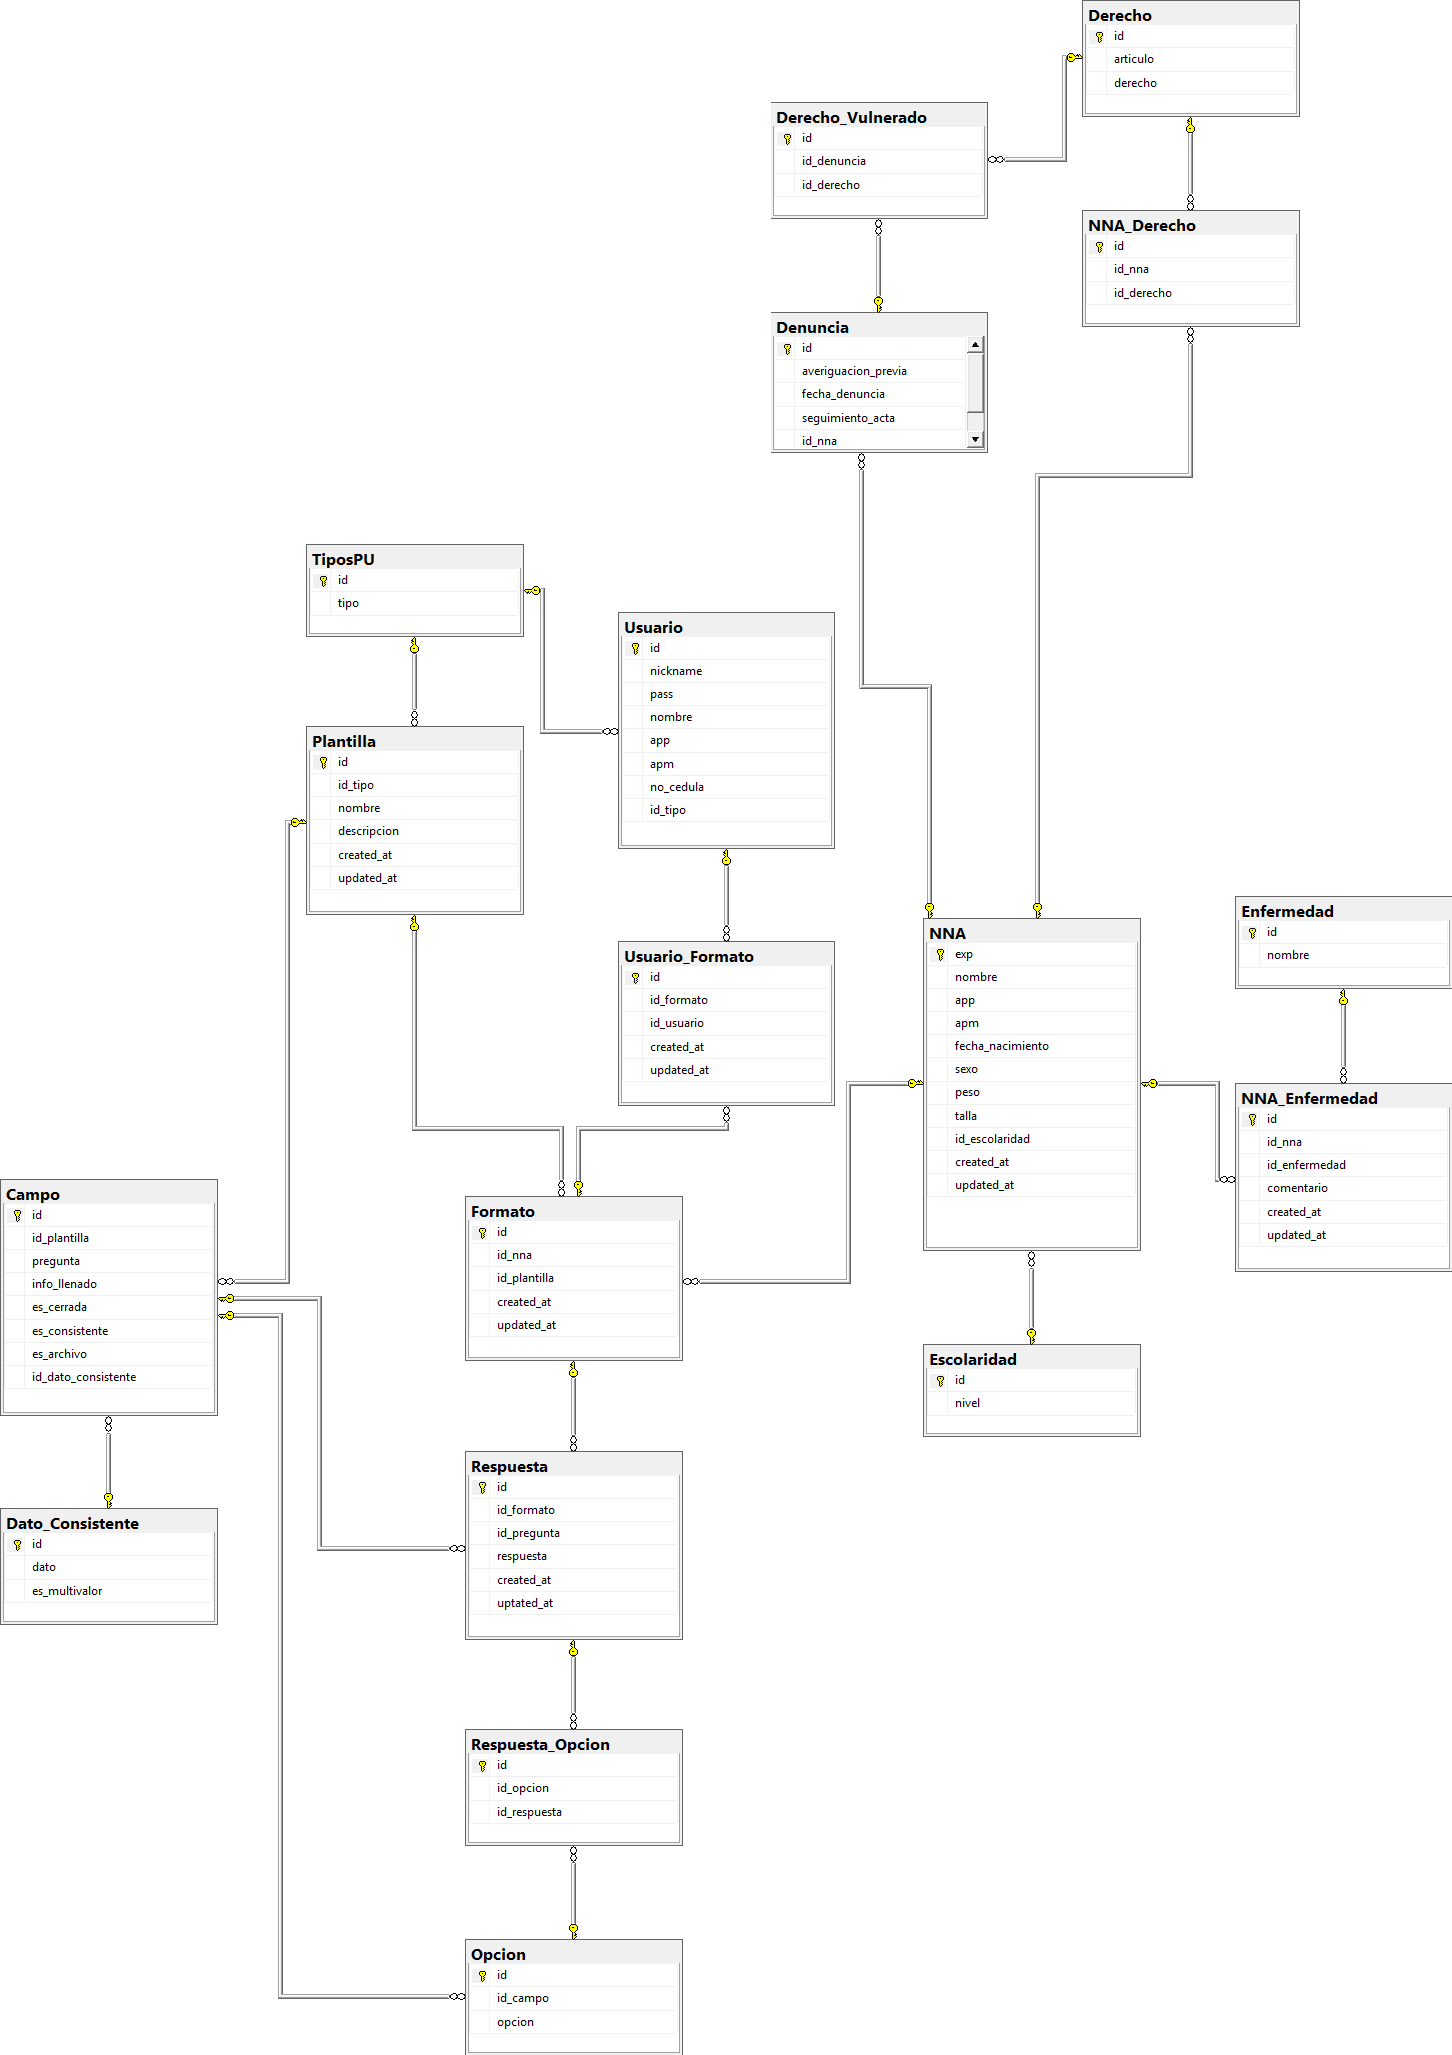 Derecho
id
articulo
derecho
Derecho_Vulnerado
id
id_denuncia
id_derecho
NNA_Derecho
id
id_nna
id_derecho
Denuncia
id
averiguacion_previa
fecha_denuncia
seguimiento_acta
id_nna
TiposPU
id
tipo
Usuario
id
nickname
pass
nombre
app
apm
no_cedula
id_tipo
Plantilla
id
id_tipo
nombre
descripcion
created_at
updated_at
Enfermedad
id
nombre
NNA
exp
nombre
app
apm
fecha_nacimiento
sexo
peso
talla
id_escolaridad
created_at
updated_at
Usuario_Formato
id
id_formato
id_usuario
created_at
updated_at
NNA_Enfermedad
id
id_nna
id_enfermedad
comentario
created_at
updated_at
Campo
id
id_plantilla
pregunta
info_llenado
es_cerrada
es_consistente
es_archivo
id_dato_consistente
Formato
id
id_nna
id_plantilla
created_at
updated_at
Escolaridad
id
nivel
Respuesta
id
id_formato
id_pregunta
respuesta
created_at
uptated_at
Dato_Consistente
id
dato
es_multivalor
Respuesta_Opcion
id
id_opcion
id_respuesta
Opcion
id
id_campo
opcion